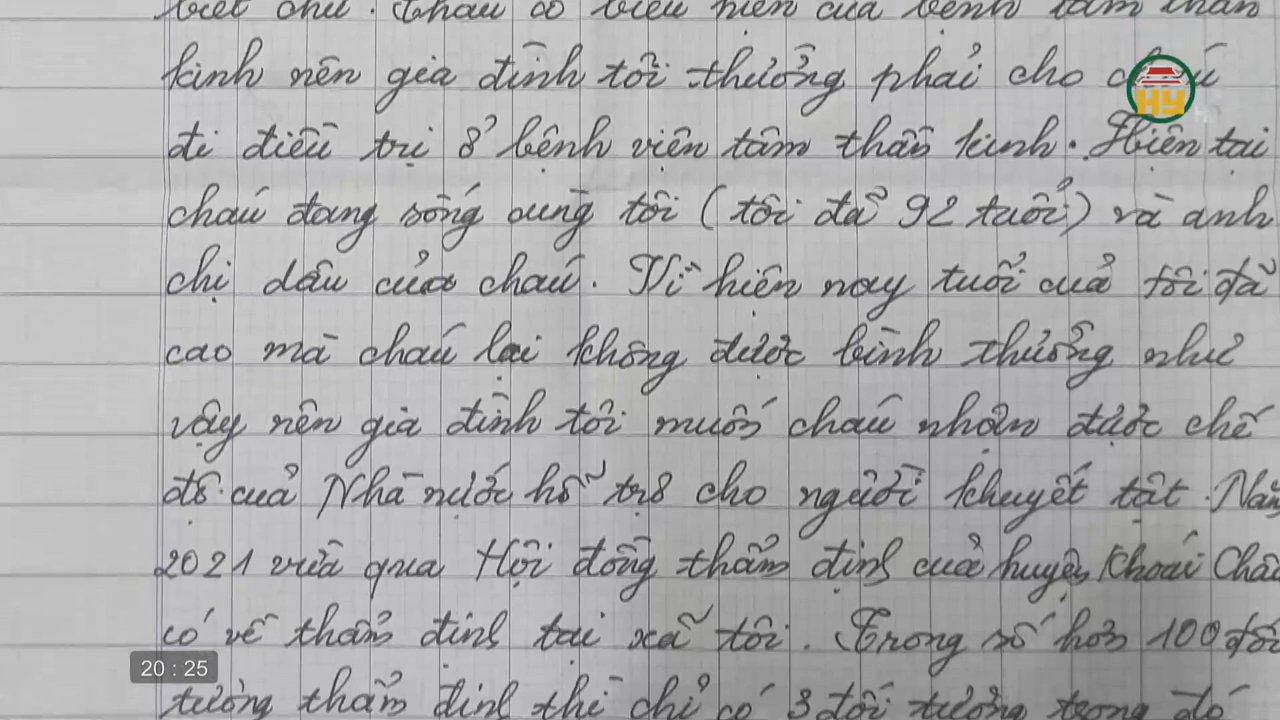 biết chữ. Cháu có biểu hiện của bệnh tâm thần
kinh nên gia đình tôi thường phải cho cháu
đi điều trị ở bệnh viện tâm thần kinh. Hiện tại
cháu đang sống cùng tôi (tôi đã 92 tuổi) và anh
chị dâu của cháu. Vì hiện nay tuổi của tôi đã
cao mà cháu lại không được bình thường như
vậy nên gia đình tôi muốn cháu nhận được chế
độ của Nhà nước hỗ trợ cho người khuyết tật. Năm
2021 vừa qua Hội đồng thẩm định của huyện Khoái Châu
có về thẩm định tại xã tôi. Trong số hơn 100 đối
tượng thẩm định thì chỉ có 3 đối tượng trong đó
HY
20:25